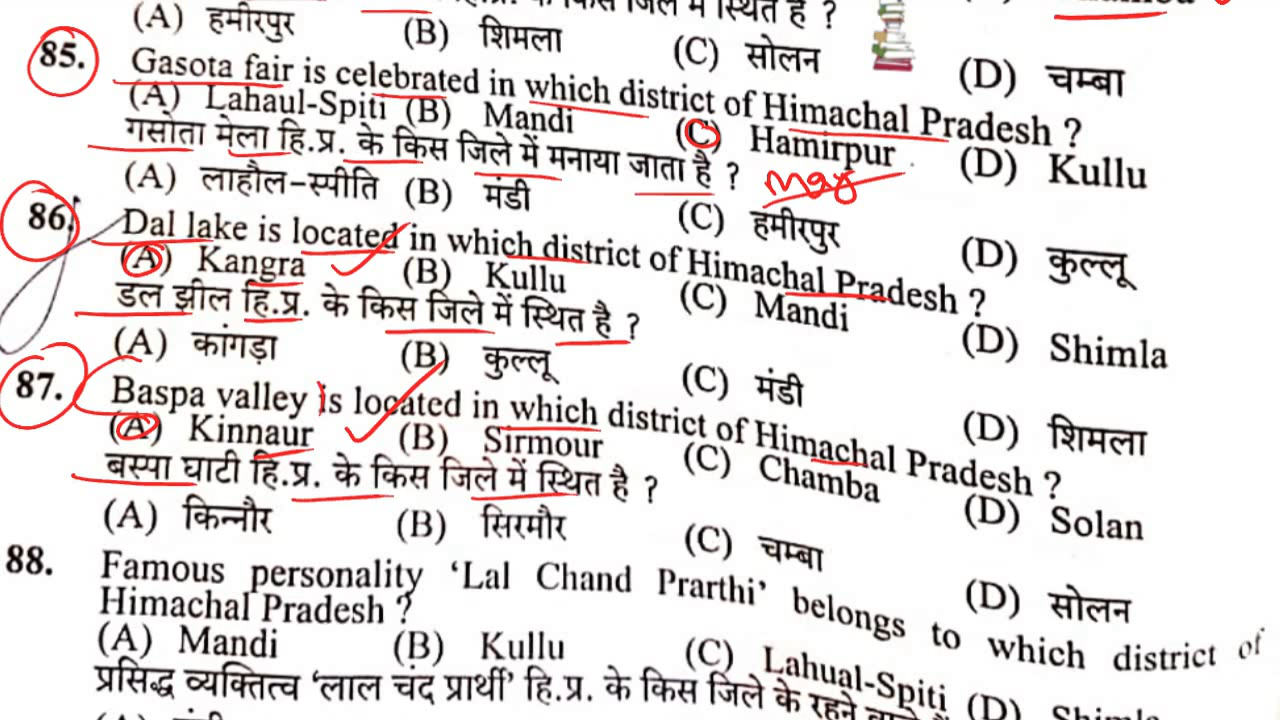 के किस जिले में स्थित है ?
(A) हमीरपुर (B) शिमला (C) सोलन (D) चम्बा
85. Gasota fair is celebrated in which district of Himachal Pradesh ?
(A) Lahaul-Spiti (B) Mandi (C) Hamirpur (D) Kullu
गसोता मेला हि.प्र. के किस जिले में मनाया जाता है ? may
(A) लाहौल-स्पीति (B) मंडी (C) हमीरपुर (D) कुल्लू
86. Dal lake is located in which district of Himachal Pradesh ?
(A) Kangra (B) Kullu (C) Mandi (D) Shimla
डल झील हि.प्र. के किस जिले में स्थित है ?
(A) कांगड़ा (B) कुल्लू (C) मंडी (D) शिमला
87. Baspa valley is located in which district of Himachal Pradesh ?
(A) Kinnaur (B) Sirmour (C) Chamba (D) Solan
बस्पा घाटी हि.प्र. के किस जिले में स्थित है ?
(A) किन्नौर (B) सिरमौर (C) चम्बा (D) सोलन
88. Famous personality ‘Lal Chand Prarthi’ belongs to which district of
Himachal Pradesh ?
(A) Mandi (B) Kullu (C) Lahual-Spiti (D) Shimla
प्रसिद्ध व्यक्तित्व ‘लाल चंद प्रार्थी’ हि.प्र. के किस जिले के रहने वाले हैं